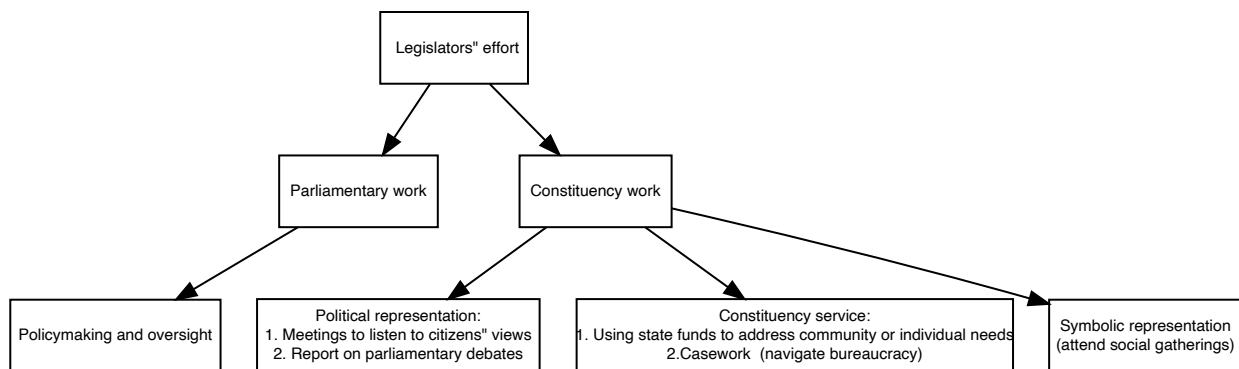 Legislators" effort
Parliamentary work
Constituency work
Policymaking and oversight
Political representation:
1. Meetings to listen to citizens" views
2. Report on parliamentary debates
Constituency service:
1. Using state funds to address community or individual needs
2.Casework (navigate bureaucracy)
Symbolic representation
(attend social gatherings)